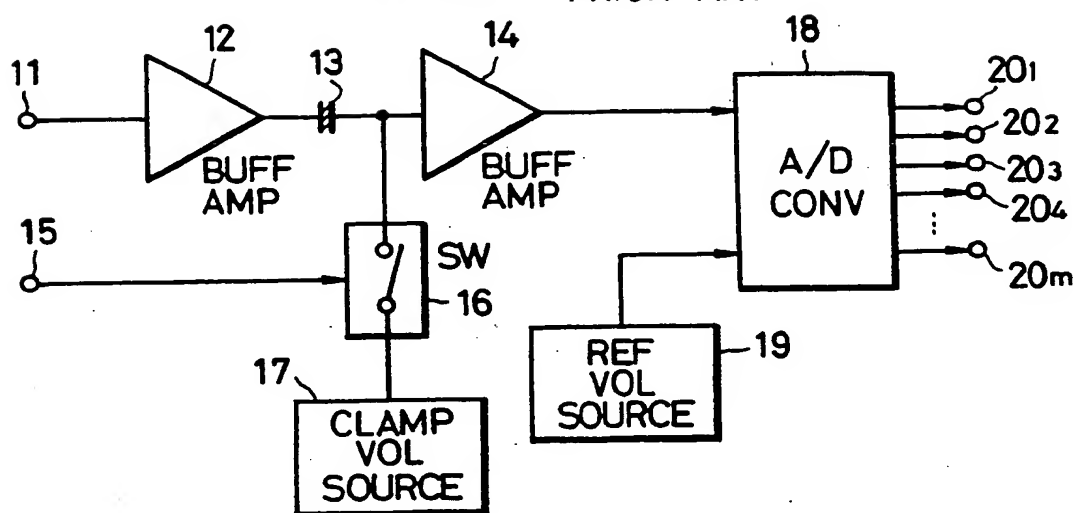 11
12
BUFF
AMP
13
14
BUFF
AMP
15
SW
16
17
CLAMP
VOL
SOURCE
18
A/D
CONV
REF
VOL
SOURCE
19
201
202
203
204
20m